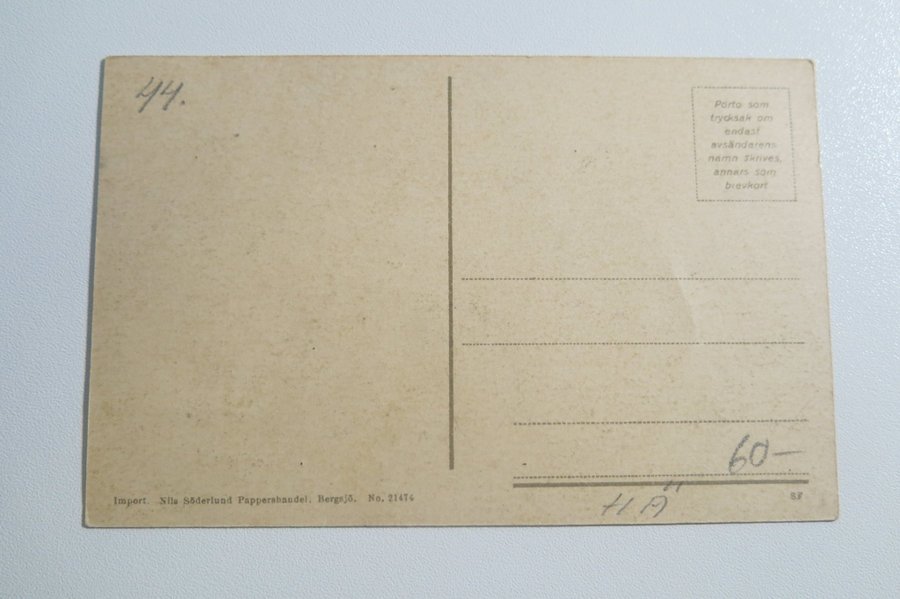 44.
Porto som
trycksak om
endast
avsändarens
namn skrives,
annars som
brevkort
60-
Import. Nils Söderlund Pappershandel, Bergsjö. No. 21474
HÄ